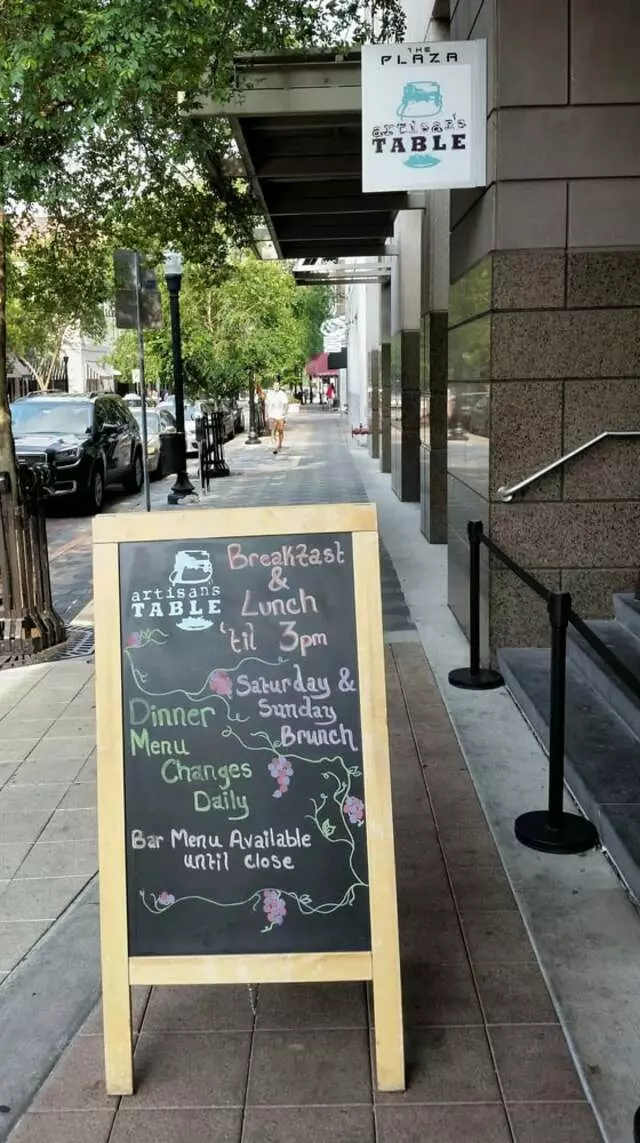 THE
PLAZA
artisan's
TABLE
artisans
TABLE
Breakfast
&
Lunch
'til 3pm
Saturday &
Sunday
Brunch
Dinner
Menu
Changes
Daily
Bar Menu Available
until close